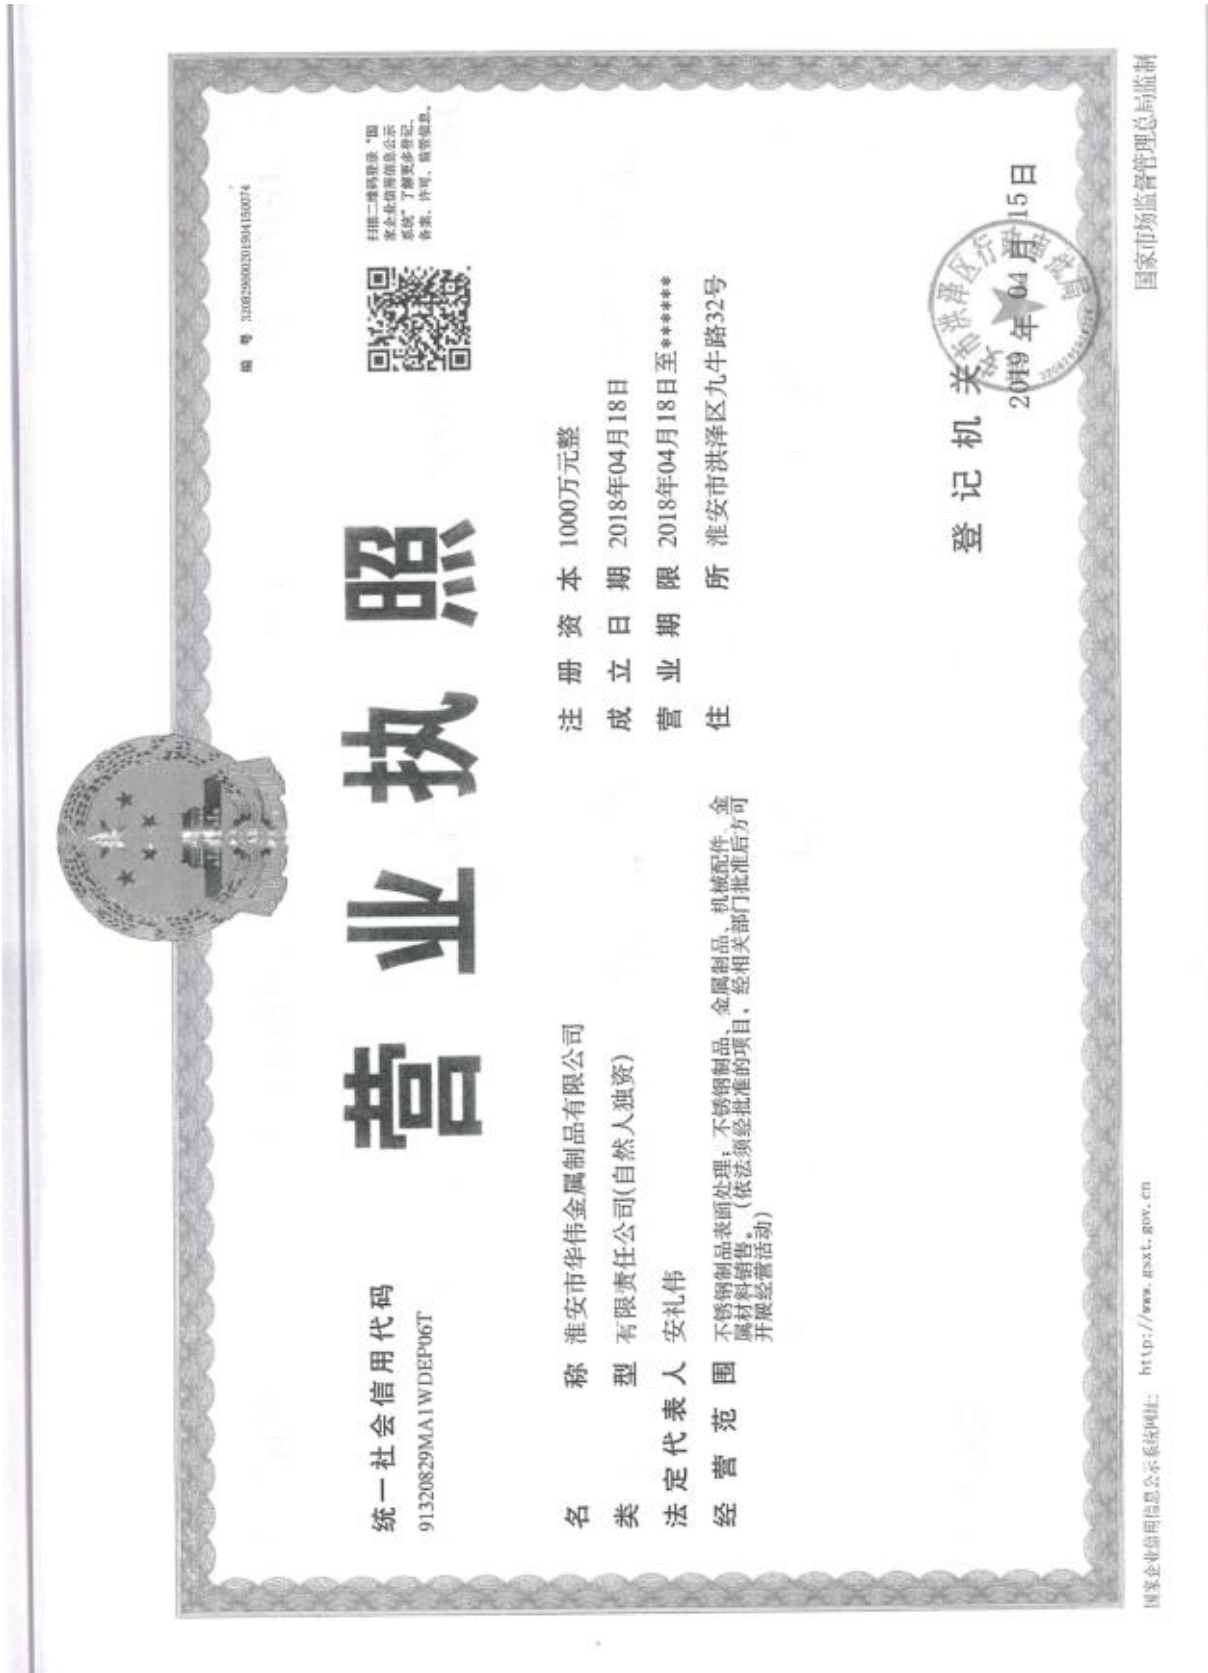 编 号 320829000201904150074
统一社会信用代码
91320829MA1WDEP06T
营业执照
扫描二维码登录“国
家企业信用信息公示
系统”了解更多登记、
备案、许可、监管信息。
名 称 淮安市华伟金属制品有限公司
类 型 有限责任公司(自然人独资)
法定代表人 安礼伟
经营范围 不锈钢制品表面处理；不锈钢制品、金属制品、机械配件、金
属材料销售。（依法须经批准的项目，经相关部门批准后方可
开展经营活动）
注册资本 1000万元整
成立日期 2018年04月18日
营业期限 2018年04月18日至******
住 所 淮安市洪泽区九牛路32号
登记机关
2019 年 04 月 15 日
安市洪泽区行政审批局
国家企业信用信息公示系统网址: http://www.gsxt.gov.cn
国家市场监督管理总局监制